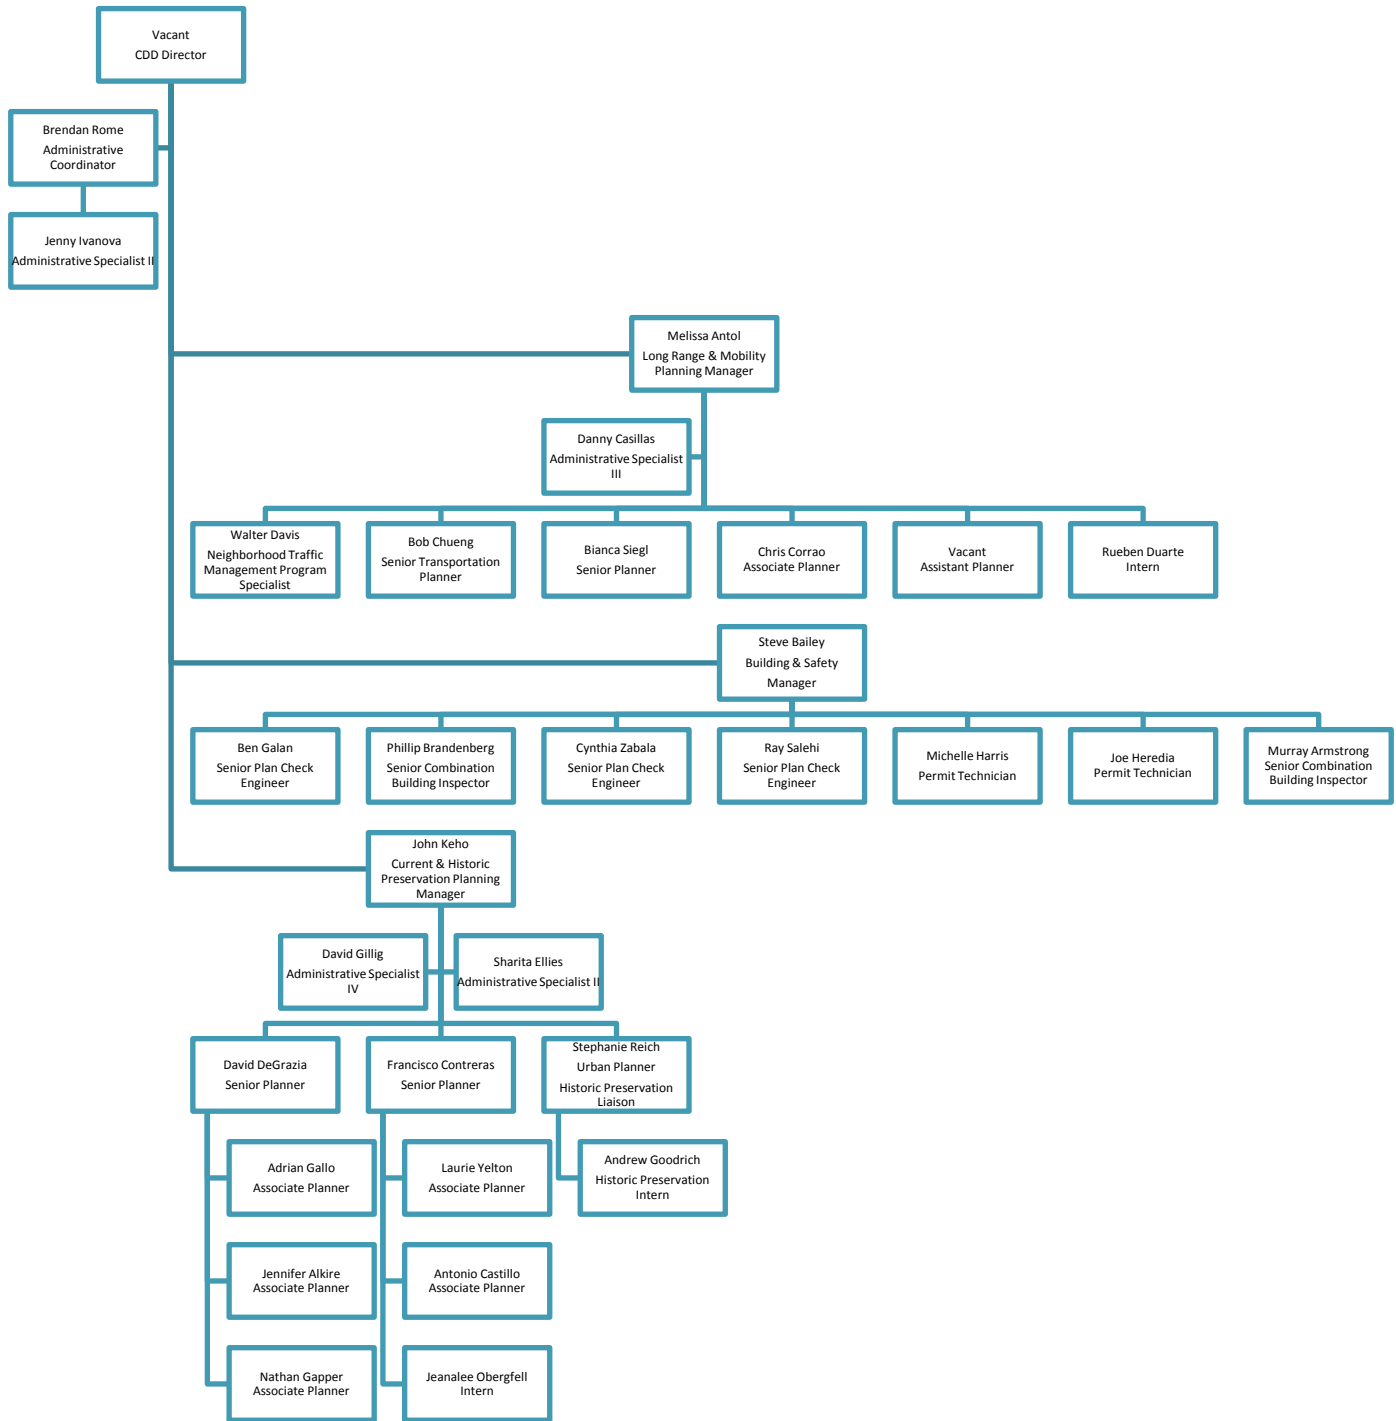 Vacant
CDD Director
Brendan Rome
Administrative
Coordinator
Jenny Ivanova
Administrative Specialist II
Melissa Antol
Long Range & Mobility
Planning Manager
Danny Casillas
Administrative Specialist
III
Walter Davis
Neighborhood Traffic
Management Program
Specialist
Bob Chueng
Senior Transportation
Planner
Bianca Siegl
Senior Planner
Chris Corrao
Associate Planner
Vacant
Assistant Planner
Rueben Duarte
Intern
Steve Bailey
Building & Safety
Manager
Ben Galan
Senior Plan Check
Engineer
Phillip Brandenberg
Senior Combination
Building Inspector
Cynthia Zabala
Senior Plan Check
Engineer
Ray Salehi
Senior Plan Check
Engineer
Michelle Harris
Permit Technician
Joe Heredia
Permit Technician
Murray Armstrong
Senior Combination
Building Inspector
John Keho
Current & Historic
Preservation Planning
Manager
David Gillig
Administrative Specialist
IV
Sharita Ellies
Administrative Specialist II
David DeGrazia
Senior Planner
Francisco Contreras
Senior Planner
Stephanie Reich
Urban Planner
Historic Preservation
Liaison
Adrian Gallo
Associate Planner
Laurie Yelton
Associate Planner
Andrew Goodrich
Historic Preservation
Intern
Jennifer Alkire
Associate Planner
Antonio Castillo
Associate Planner
Nathan Gapper
Associate Planner
Jeanalee Obergfell
Intern